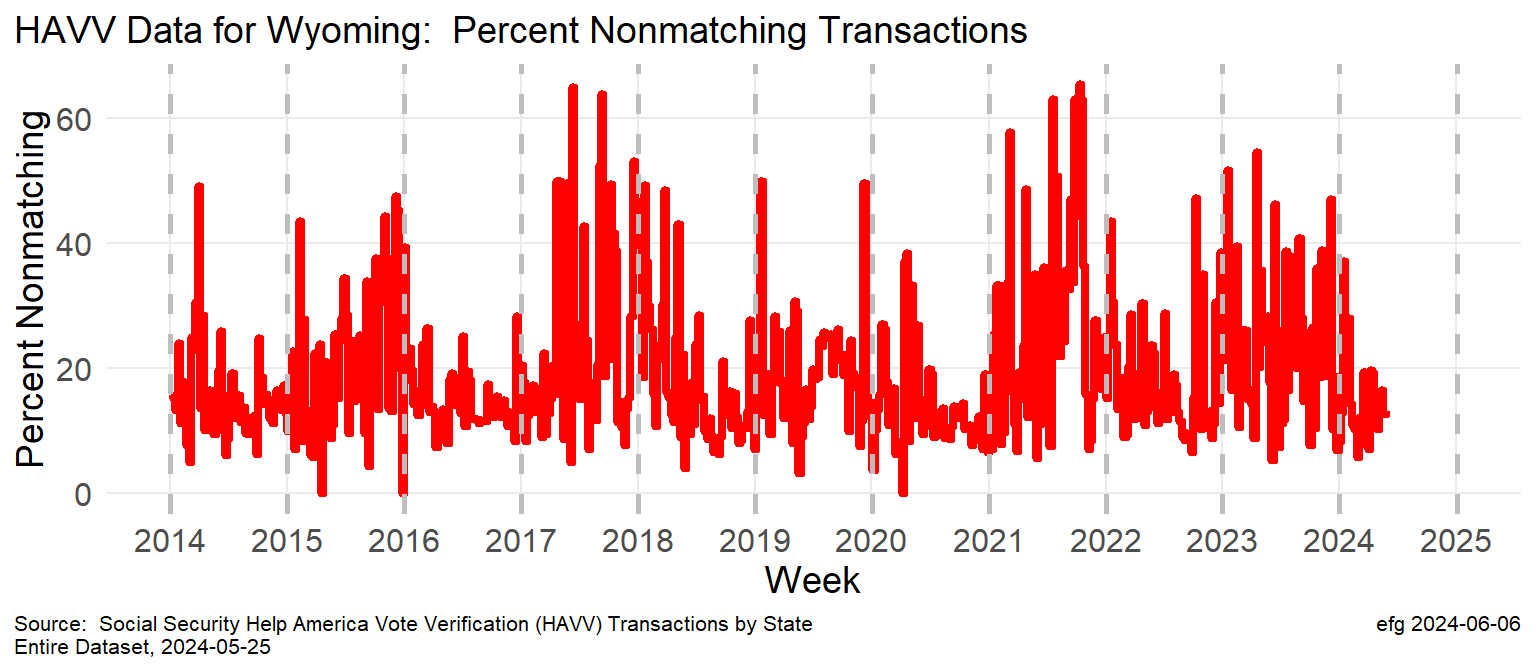 HAVV Data for Wyoming:  Percent Nonmatching Transactions
Percent Nonmatching
60
40
20
0
2014 2015 2016 2017 2018 2019 2020 2021 2022 2023 2024 2025
Week
Source:  Social Security Help America Vote Verification (HAVV) Transactions by State
Entire Dataset, 2024-05-25
efg 2024-06-06